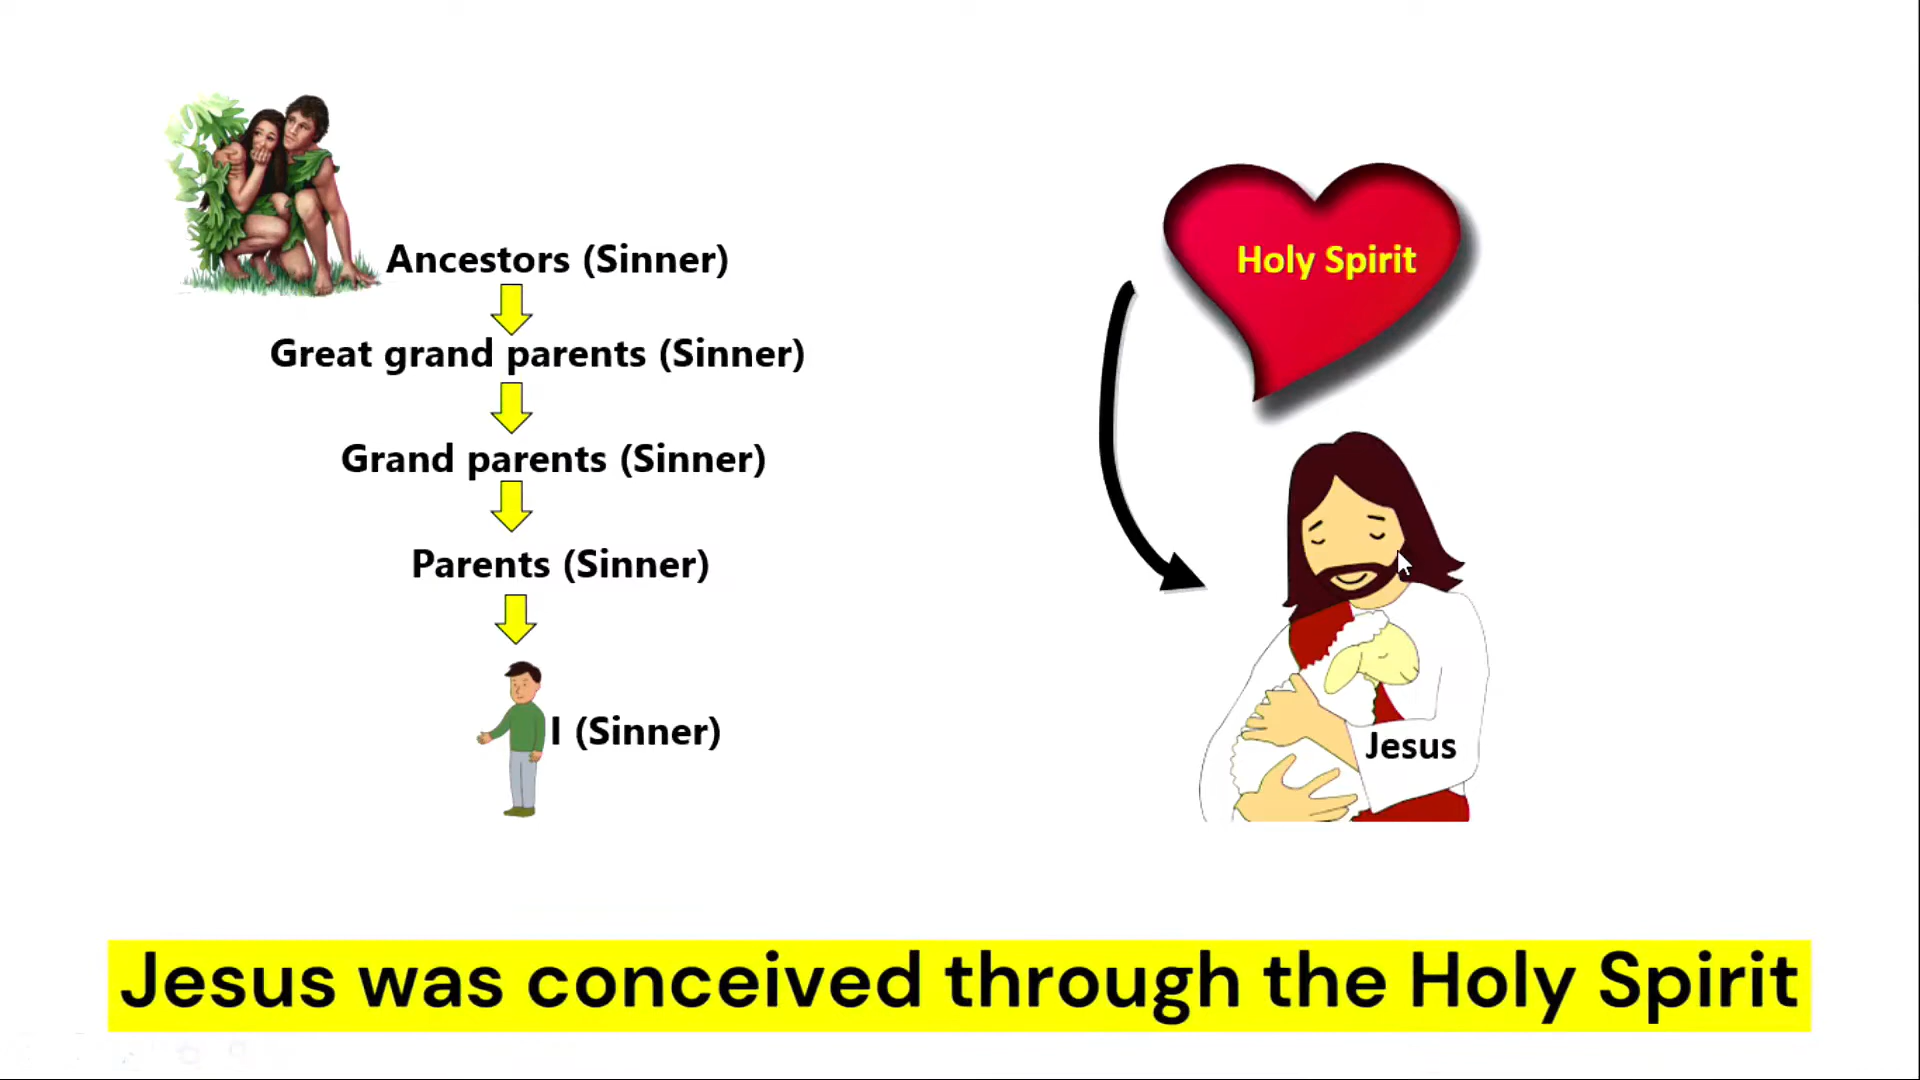 Ancestors (Sinner)
Great grand parents (Sinner)
Grand parents (Sinner)
Parents (Sinner)
I (Sinner)
Holy Spirit
Jesus
Jesus was conceived through the Holy Spirit